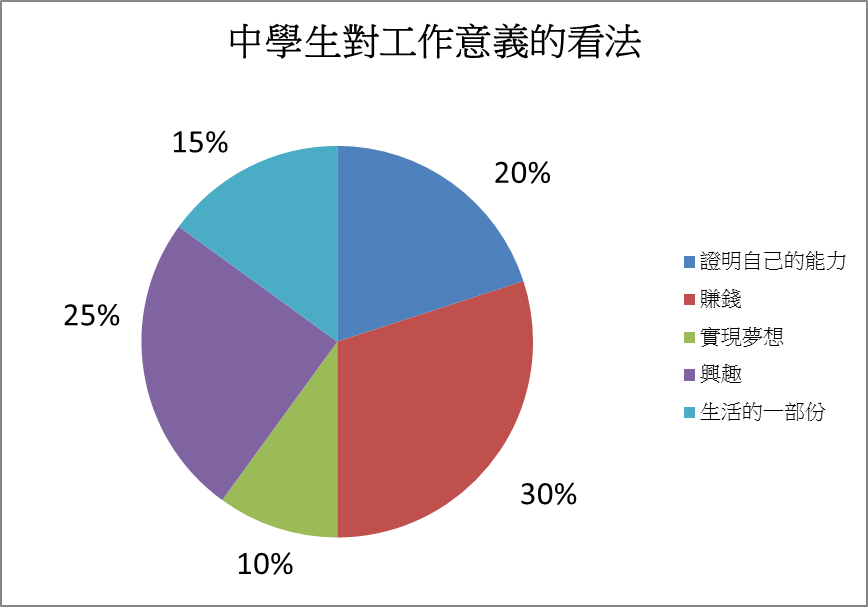 中學生對工作意義的看法
15%
20%
25%
30%
10%
證明自己的能力
賺錢
實現夢想
興趣
生活的一部份